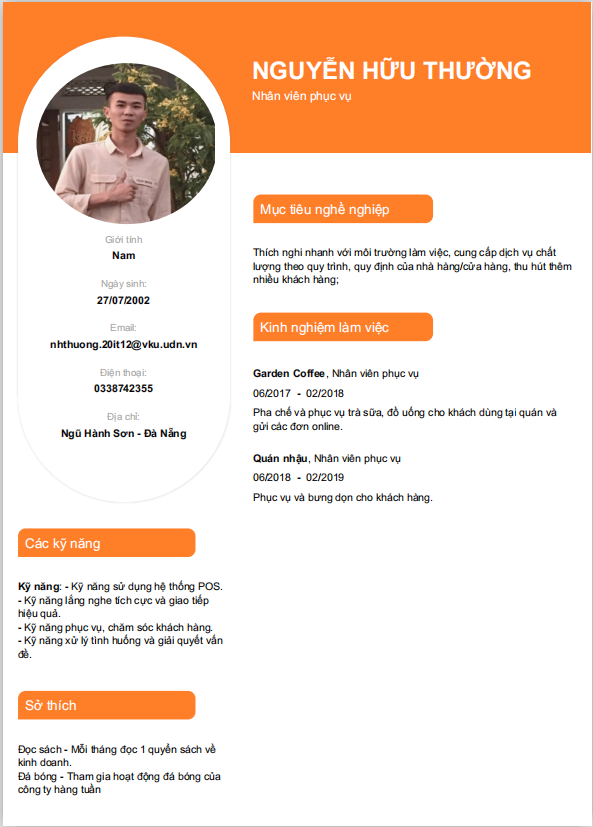 NGUYỄN HỮU THƯỜNG
Nhân viên phục vụ
Giới tính
Nam
Ngày sinh:
27/07/2002
Email:
nhthuong.20it12@vku.udn.vn
Điện thoại:
0338742355
Địa chỉ:
Ngũ Hành Sơn - Đà Nẵng
Các kỹ năng
Kỹ năng: - Kỹ năng sử dụng hệ thống POS.
- Kỹ năng lắng nghe tích cực và giao tiếp
hiệu quả.
- Kỹ năng phục vụ, chăm sóc khách hàng.
- Kỹ năng xử lý tình huống và giải quyết vấn
đề.
Sở thích
Đọc sách - Mỗi tháng đọc 1 quyển sách về
kinh doanh.
Đá bóng - Tham gia hoạt động đá bóng của
công ty hàng tuần
Mục tiêu nghề nghiệp
Thích nghi nhanh với môi trường làm việc, cung cấp dịch vụ chất
lượng theo quy trình, quy định của nhà hàng/cửa hàng, thu hút thêm
nhiều khách hàng;
Kinh nghiệm làm việc
Garden Coffee, Nhân viên phục vụ
06/2017 - 02/2018
Pha chế và phục vụ trà sữa, đồ uống cho khách dùng tại quán và
gửi các đơn online.
Quán nhậu, Nhân viên phục vụ
06/2018 - 02/2019
Phục vụ và bưng dọn cho khách hàng.